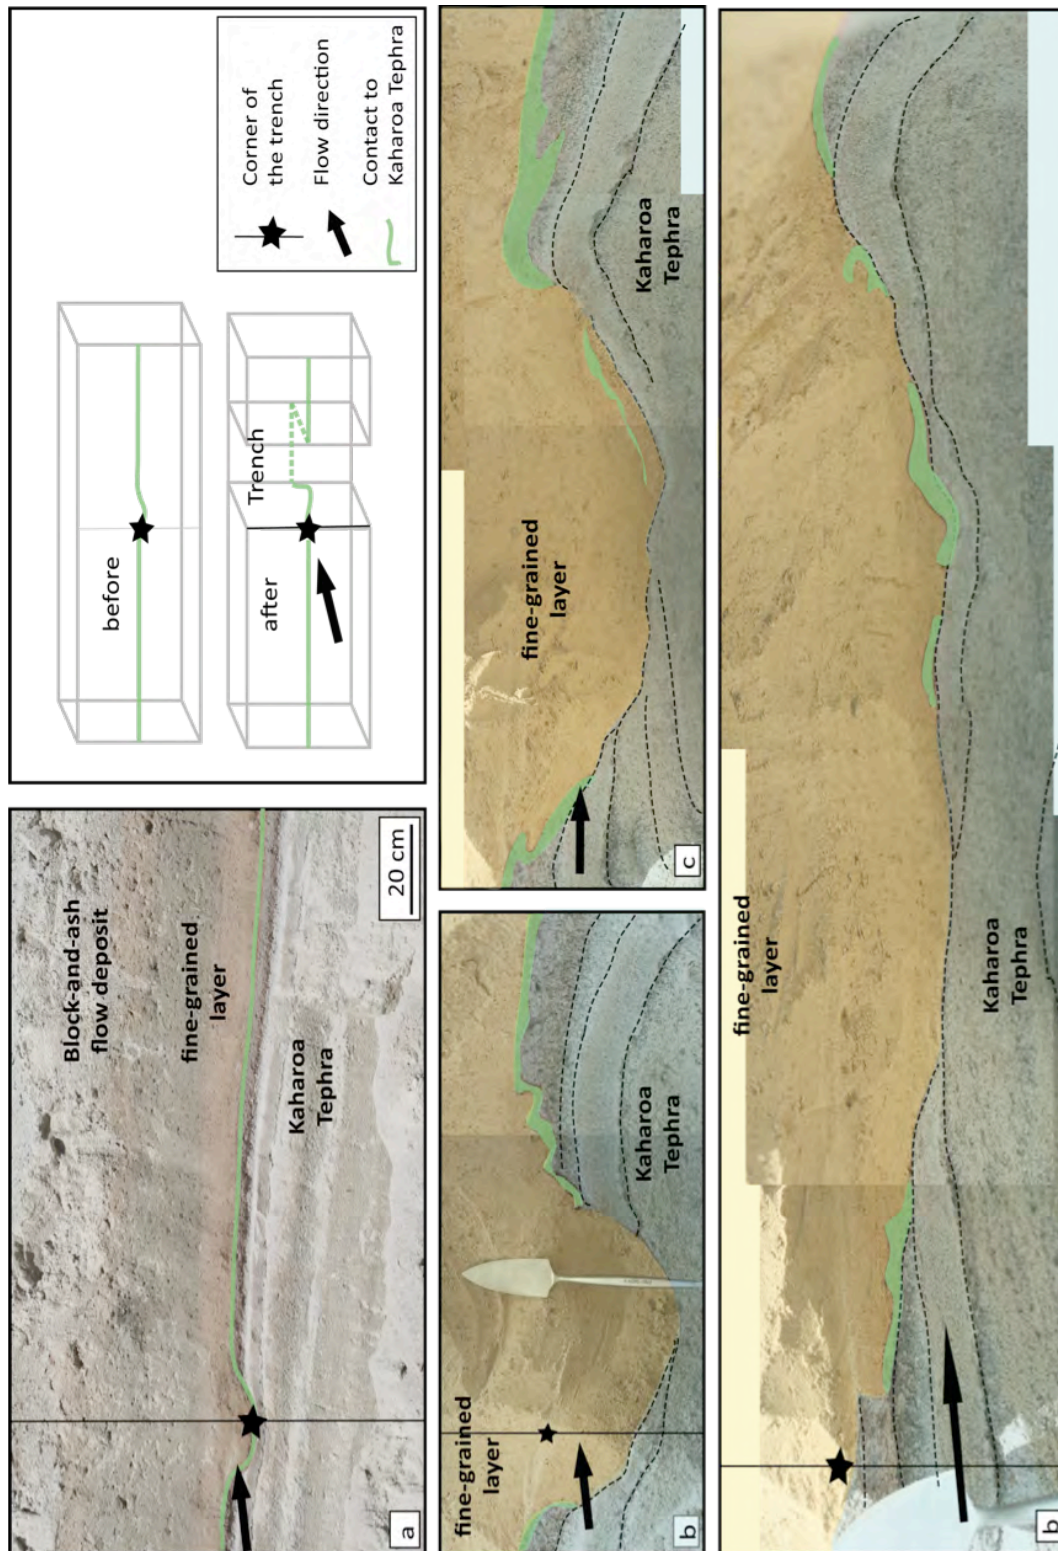 Block-and-ash
flow deposit
fine-grained
layer
Kaharoa
Tephra
20 cm
a
before
after
Trench
Corner of
the trench
Flow direction
Contact to
Kaharoa Tephra
fine-grained
layer
Kaharoa
Tephra
b
fine-grained
layer
Kaharoa
Tephra
c
fine-grained
layer
Kaharoa
Tephra
b